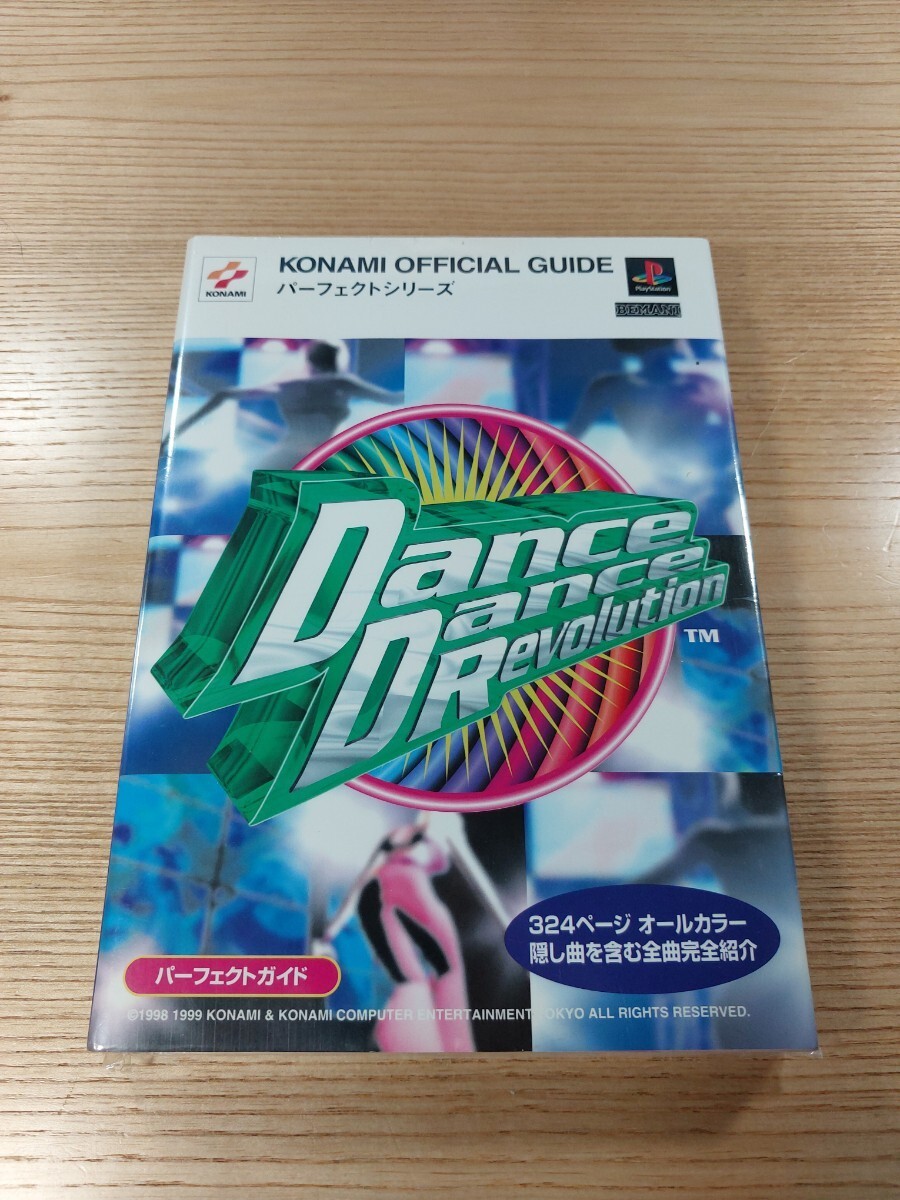 KONAMI
KONAMI OFFICIAL GUIDE
パーフェクトシリーズ
PlayStation
BEMANI
Dance
Dance
Revolution
TM
324ページ オールカラー
隠し曲を含む全曲完全紹介
パーフェクトガイド
©1998 1999 KONAMI & KONAMI COMPUTER ENTERTAINMENT TOKYO ALL RIGHTS RESERVED.